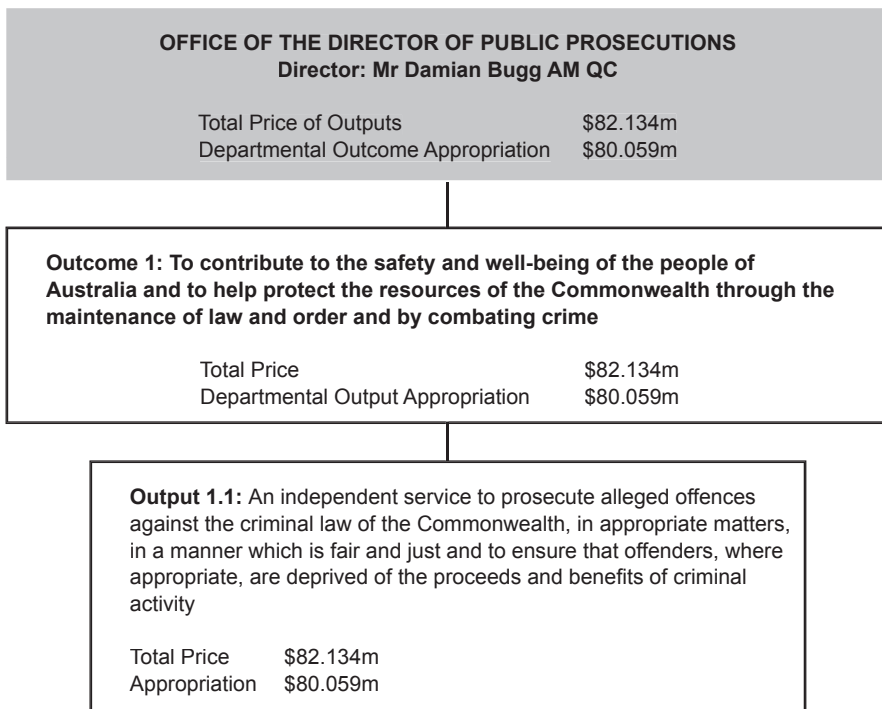 OFFICE OF THE DIRECTOR OF PUBLIC PROSECUTIONS
Director: Mr Damian Bugg AM QC
Total Price of Outputs $82.134m
Departmental Outcome Appropriation $80.059m
Outcome 1: To contribute to the safety and well-being of the people of
Australia and to help protect the resources of the Commonwealth through the
maintenance of law and order and by combating crime
Total Price $82.134m
Departmental Output Appropriation $80.059m
Output 1.1: An independent service to prosecute alleged offences
against the criminal law of the Commonwealth, in appropriate matters,
in a manner which is fair and just and to ensure that offenders, where
appropriate, are deprived of the proceeds and benefits of criminal
activity
Total Price $82.134m
Appropriation $80.059m